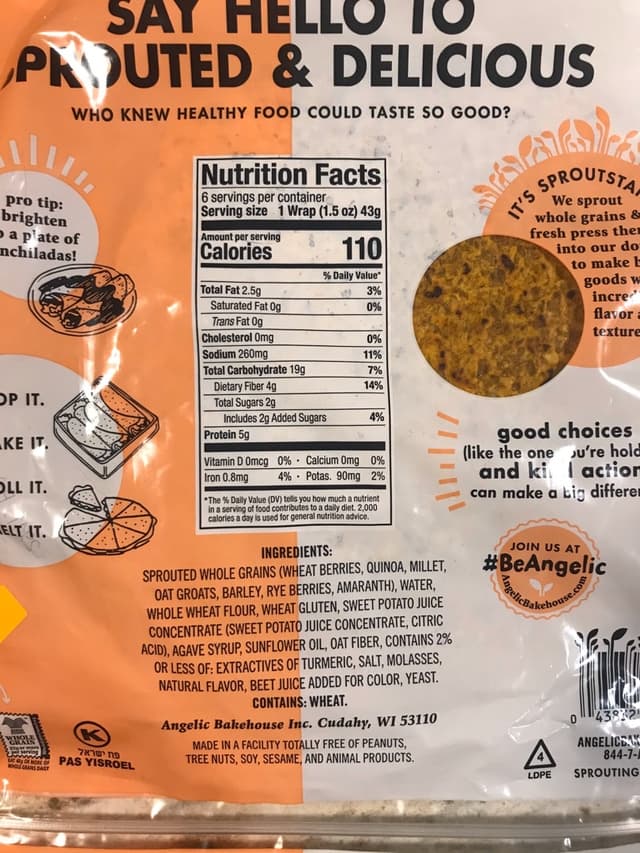 SAY HELLO TO
SPROUTED & DELICIOUS
WHO KNEW HEALTHY FOOD COULD TASTE SO GOOD?
pro tip:
brighten
a plate of
nchiladas!
OP IT.
AKE IT.
OLL IT.
ELT IT.
Nutrition Facts
6 servings per container
Serving size 1 Wrap (1.5 oz) 43g
Amount per serving
Calories 110
% Daily Value*
Total Fat 2.5g 3%
Saturated Fat 0g 0%
Trans Fat 0g
Cholesterol 0mg 0%
Sodium 260mg 11%
Total Carbohydrate 19g 7%
Dietary Fiber 4g 14%
Total Sugars 2g
Includes 2g Added Sugars 4%
Protein 5g
Vitamin D 0mcg 0% • Calcium 0mg 0%
Iron 0.8mg 4% • Potas. 90mg 2%
*The % Daily Value (DV) tells you how much a nutrient
in a serving of food contributes to a daily diet. 2,000
calories a day is used for general nutrition advice.
INGREDIENTS:
SPROUTED WHOLE GRAINS (WHEAT BERRIES, QUINOA, MILLET,
OAT GROATS, BARLEY, RYE BERRIES, AMARANTH), WATER,
WHOLE WHEAT FLOUR, WHEAT GLUTEN, SWEET POTATO JUICE
CONCENTRATE (SWEET POTATO JUICE CONCENTRATE, CITRIC
ACID), AGAVE SYRUP, SUNFLOWER OIL, OAT FIBER, CONTAINS 2%
OR LESS OF: EXTRACTIVES OF TURMERIC, SALT, MOLASSES,
NATURAL FLAVOR, BEET JUICE ADDED FOR COLOR, YEAST.
CONTAINS: WHEAT.
Angelic Bakehouse Inc. Cudahy, WI 53110
MADE IN A FACILITY TOTALLY FREE OF PEANUTS,
TREE NUTS, SOY, SESAME, AND ANIMAL PRODUCTS.
WHOLE
GRAIN
K
פת ישראל
PAS YISROEL
IT'S SPROUTSTA
We sprout
whole grains &
fresh press the
into our do
to make
goods w
incre
flavor
texture
good choices
(like the one you're hold
and kind action
can make a big differe
JOIN US AT
#BeAngelic
AngelicBakehouse.com
0 43932
ANGELICBAK
844-7-
SPROUTING
4
LDPE